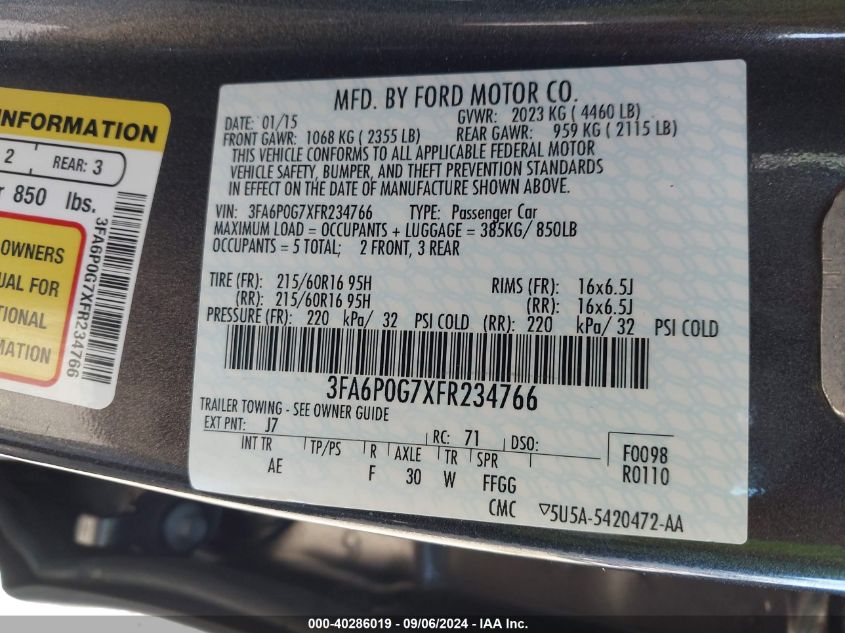 INFORMATION
2 REAR: 3
850 lbs.
OWNERS
UAL FOR
TIONAL
MATION
3FA6P0G7XFR234766
MFD. BY FORD MOTOR CO.
DATE: 01/15 GVWR: 2023 KG ( 4460 LB)
FRONT GAWR: 1068 KG ( 2355 LB) REAR GAWR: 959 KG ( 2115 LB)
THIS VEHICLE CONFORMS TO ALL APPLICABLE FEDERAL MOTOR
VEHICLE SAFETY, BUMPER, AND THEFT PREVENTION STANDARDS
IN EFFECT ON THE DATE OF MANUFACTURE SHOWN ABOVE.
VIN: 3FA6P0G7XFR234766 TYPE: Passenger Car
MAXIMUM LOAD = OCCUPANTS + LUGGAGE = 385KG/ 850LB
OCCUPANTS = 5 TOTAL; 2 FRONT, 3 REAR
TIRE (FR): 215/60R16 95H RIMS (FR): 16x6.5J
(RR): 215/60R16 95H (RR): 16x6.5J
PRESSURE (FR): 220 kPa/ 32 PSI COLD (RR): 220 kPa/ 32 PSI COLD
3FA6P0G7XFR234766
TRAILER TOWING - SEE OWNER GUIDE
EXT PNT: J7 RC: 71 DSO: F0098
INT TR TP/PS R AXLE TR SPR R0110
AE F 30 W FFGG
CMC ▽5U5A-5420472-AA
000-40286019 - 09/06/2024 - IAA Inc.